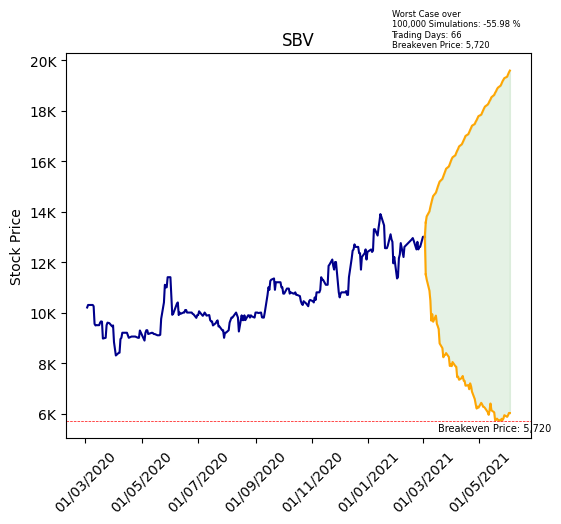 Worst Case over
100,000 Simulations: -55.98 %
Trading Days: 66
Breakeven Price: 5,720
SBV
Stock Price
20K
18K
16K
14K
12K
10K
8K
6K
Breakeven Price: 5,720
01/03/2020
01/05/2020
01/07/2020
01/09/2020
01/11/2020
01/01/2021
01/03/2021
01/05/2021